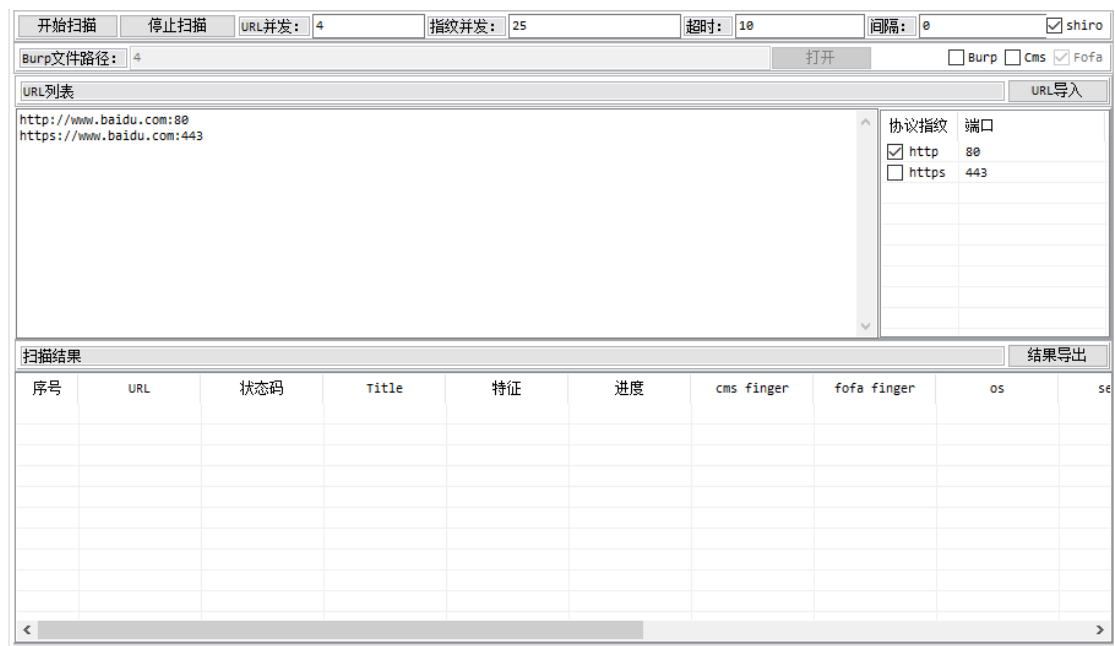 开始扫描 停止扫描 URL并发: 4 指纹并发: 25 超时: 10 间隔: 0 shiro
Burp文件路径: 4 打开 Burp Cms Fofa
URL列表 URL导入
http://www.baidu.com:80
https://www.baidu.com:443
协议指纹 端口
http 80
https 443
扫描结果 结果导出
序号 URL 状态码 Title 特征 进度 cms finger fofa finger os se